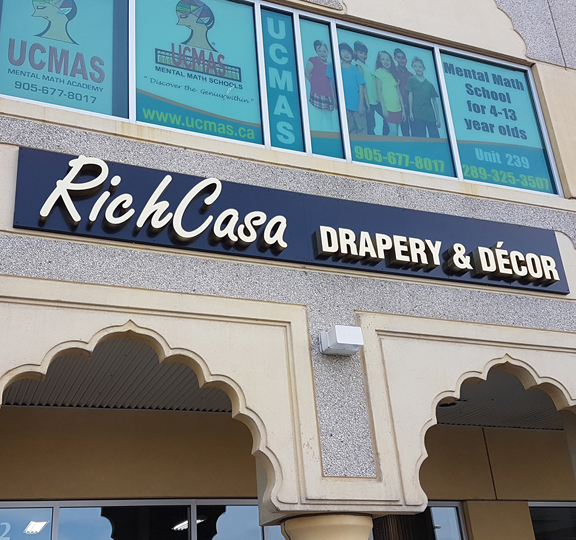 UCMAS
MENTAL MATH ACADEMY
905-677-8017
UCMAS
MENTAL MATH SCHOOLS
"Discover the Genius within"
www.ucmas.ca
UCMAS
905-677-8017
Mental Math
School
for 4-13
year olds
Unit 239
289-325-3507
RichCasa DRAPERY & DÉCOR
2